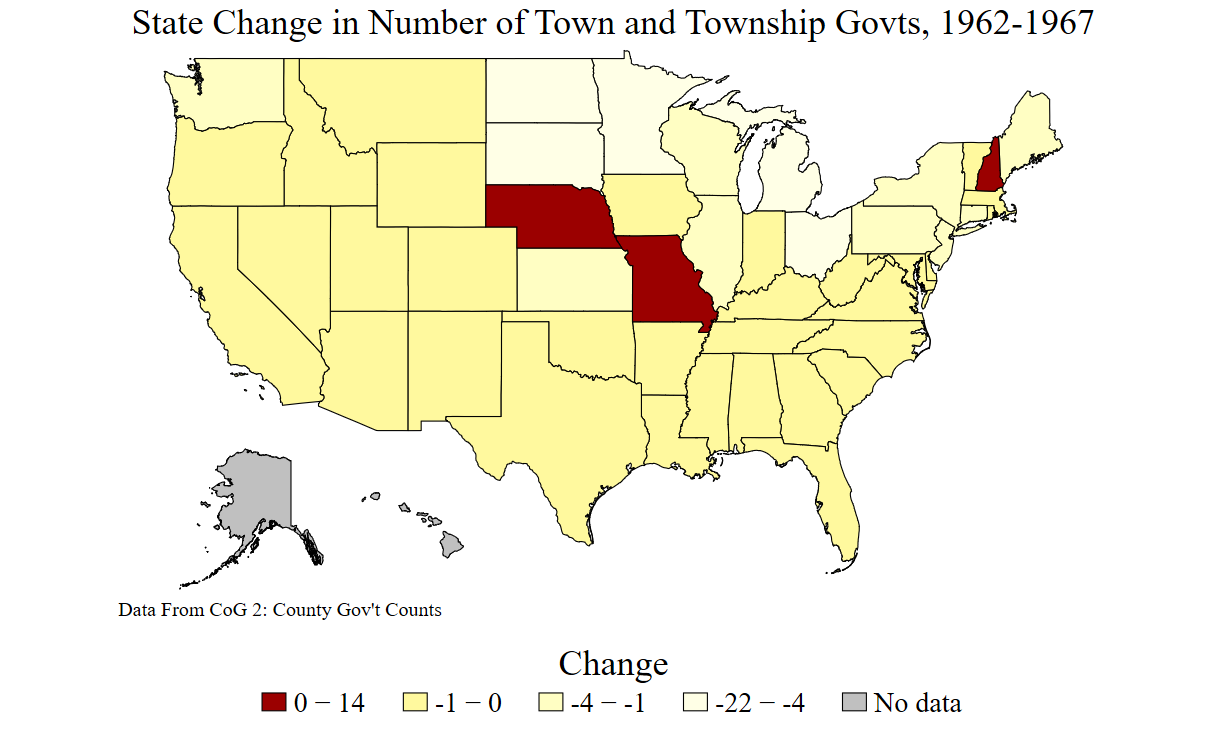 State Change in Number of Town and Township Govts, 1962-1967
Data From CoG 2: County Gov't Counts
Change
0 − 14 -1 − 0 -4 − -1 -22 − -4 No data